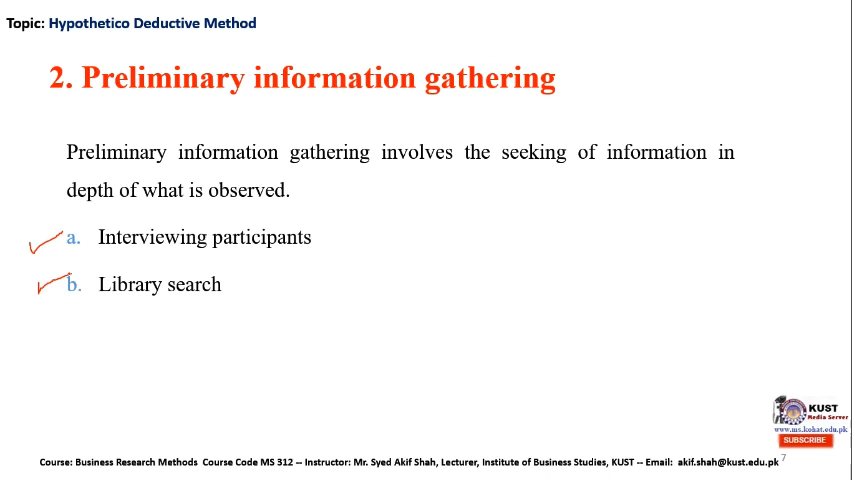 Topic: Hypothetico Deductive Method
2. Preliminary information gathering
Preliminary information gathering involves the seeking of information in
depth of what is observed.
a. Interviewing participants
b. Library search
KUST
Media Server
www.ms.kohat.edu.pk
SUBSCRIBE
Course: Business Research Methods Course Code MS 312 -- Instructor: Mr. Syed Akif Shah, Lecturer, Institute of Business Studies, KUST -- Email: akif.shah@kust.edu.pk 7